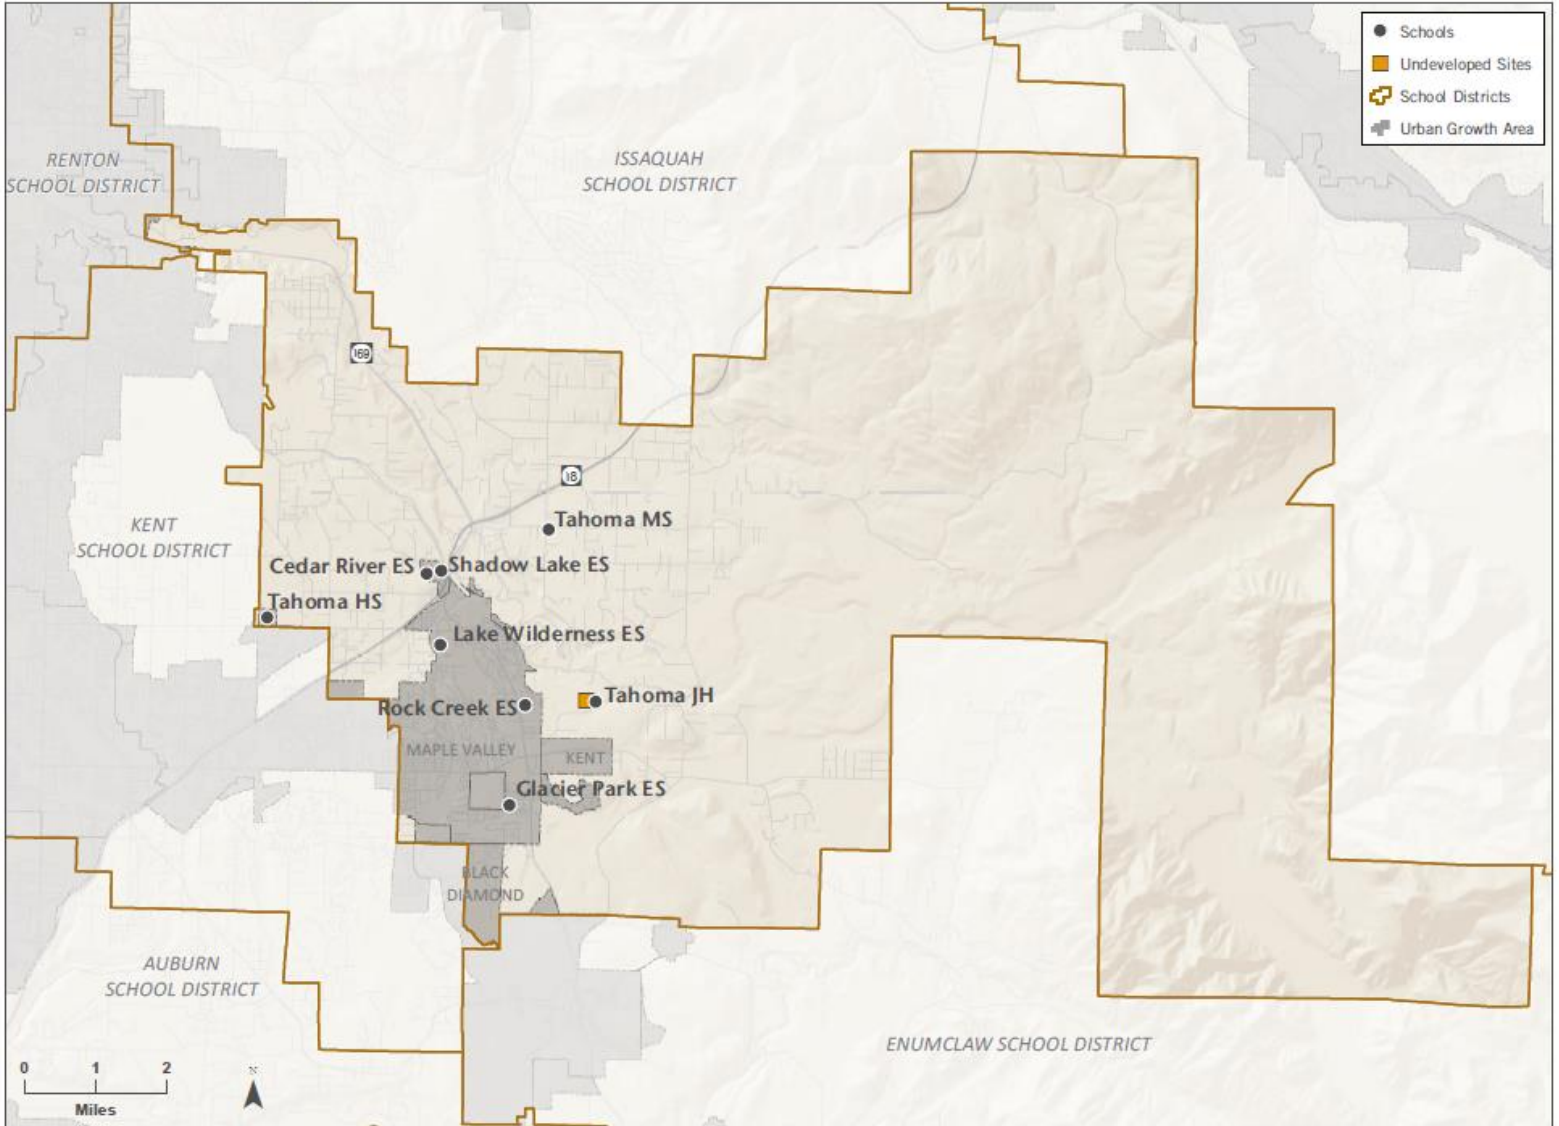 Schools
Undeveloped Sites
School Districts
Urban Growth Area
RENTON
SCHOOL DISTRICT
ISSAQUAH
SCHOOL DISTRICT
169
18
KENT
SCHOOL DISTRICT
Tahoma MS
Cedar River ES
Shadow Lake ES
Tahoma HS
Lake Wilderness ES
Tahoma JH
Rock Creek ES
MAPLE VALLEY
KENT
Glacier Park ES
BLACK
DIAMOND
AUBURN
SCHOOL DISTRICT
ENUMCLAW SCHOOL DISTRICT
0 1 2
Miles
N